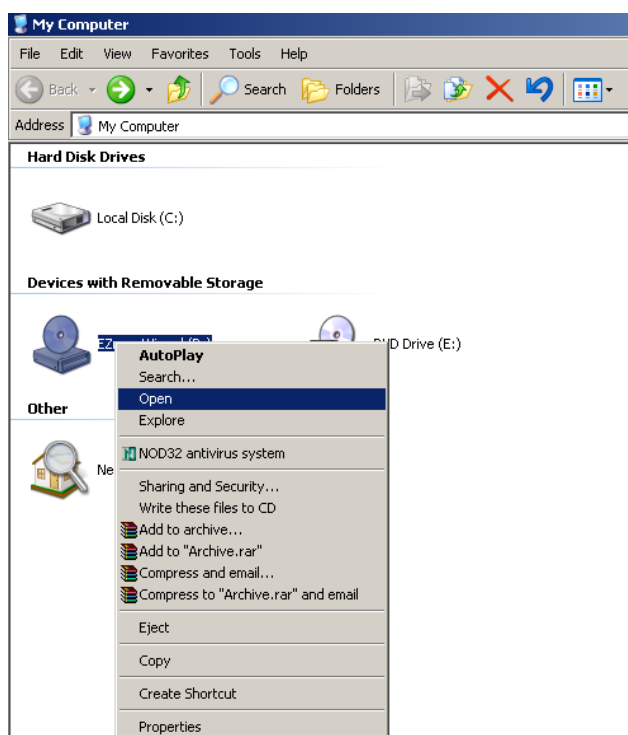 My Computer
File Edit View Favorites Tools Help
Back Search Folders
Address My Computer
Hard Disk Drives
Local Disk (C:)
Devices with Removable Storage
Drive (E:)
AutoPlay
Search...
Open
Other
Explore
NOD32 antivirus system
Ne
Sharing and Security...
Write these files to CD
Add to archive...
Add to "Archive.rar"
Compress and email...
Compress to "Archive.rar" and email
Eject
Copy
Create Shortcut
Properties